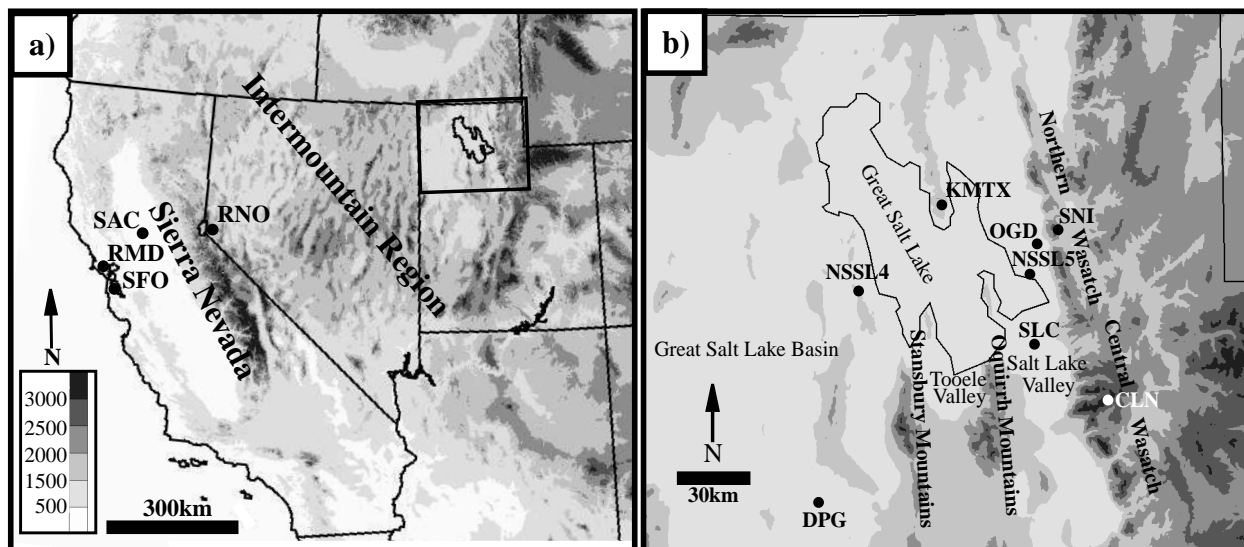 a)
Intermountain Region
SAC
RNO
RMD
SFO
Sierra Nevada
N
3000
2500
2000
1500
500
300km
b)
Northern
Wasatch
Great Salt Lake
KMTX
SNI
OGD
NSSL5
NSSL4
SLC
Great Salt Lake Basin
Salt Lake
Valley
Tooele
Valley
Stansbury Mountains
Oquirrh Mountains
Central
Wasatch
CLN
N
30km
DPG